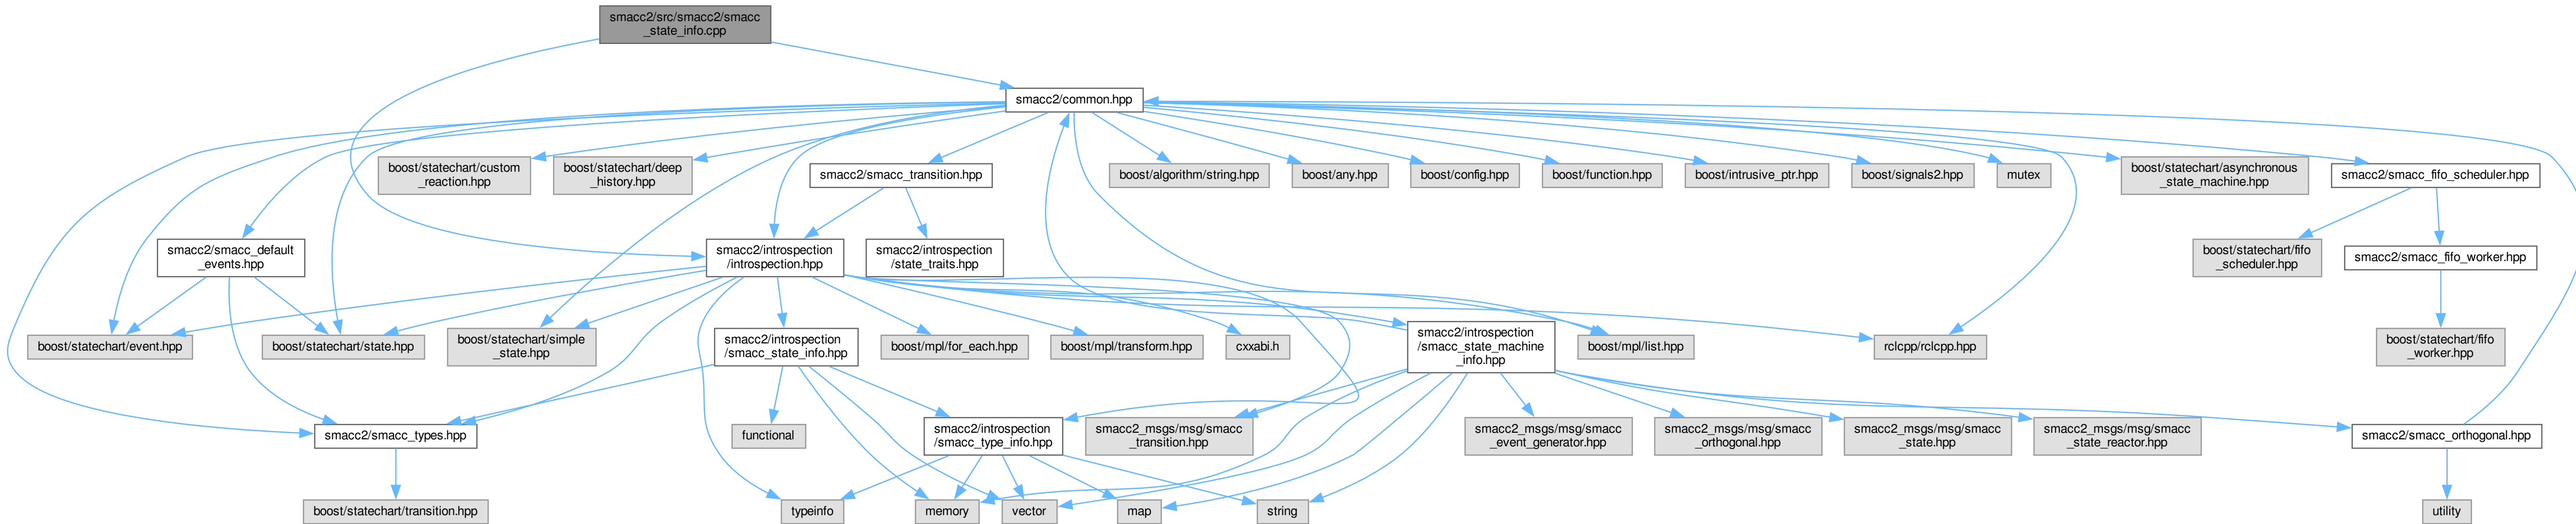 smacc2/src/smacc2/smacc
_state_info.cpp
smacc2/common.hpp
boost/statechart/custom
_reaction.hpp
boost/statechart/deep
_history.hpp
smacc2/smacc_transition.hpp
boost/algorithm/string.hpp
boost/any.hpp
boost/config.hpp
boost/function.hpp
boost/intrusive_ptr.hpp
boost/signals2.hpp
mutex
boost/statechart/asynchronous
_state_machine.hpp
smacc2/smacc_fifo_scheduler.hpp
smacc2/smacc_default
_events.hpp
smacc2/introspection
/introspection.hpp
smacc2/introspection
/state_traits.hpp
boost/statechart/fifo
_scheduler.hpp
smacc2/smacc_fifo_worker.hpp
boost/statechart/event.hpp
boost/statechart/state.hpp
boost/statechart/simple
_state.hpp
smacc2/introspection
/smacc_state_info.hpp
boost/mpl/for_each.hpp
boost/mpl/transform.hpp
cxxabi.h
smacc2/introspection
/smacc_state_machine
_info.hpp
boost/mpl/list.hpp
rclcpp/rclcpp.hpp
boost/statechart/fifo
_worker.hpp
smacc2/smacc_types.hpp
functional
smacc2/introspection
/smacc_type_info.hpp
smacc2_msgs/msg/smacc
_transition.hpp
smacc2_msgs/msg/smacc
_event_generator.hpp
smacc2_msgs/msg/smacc
_orthogonal.hpp
smacc2_msgs/msg/smacc
_state.hpp
smacc2_msgs/msg/smacc
_state_reactor.hpp
smacc2/smacc_orthogonal.hpp
boost/statechart/transition.hpp
typeinfo
memory
vector
map
string
utility